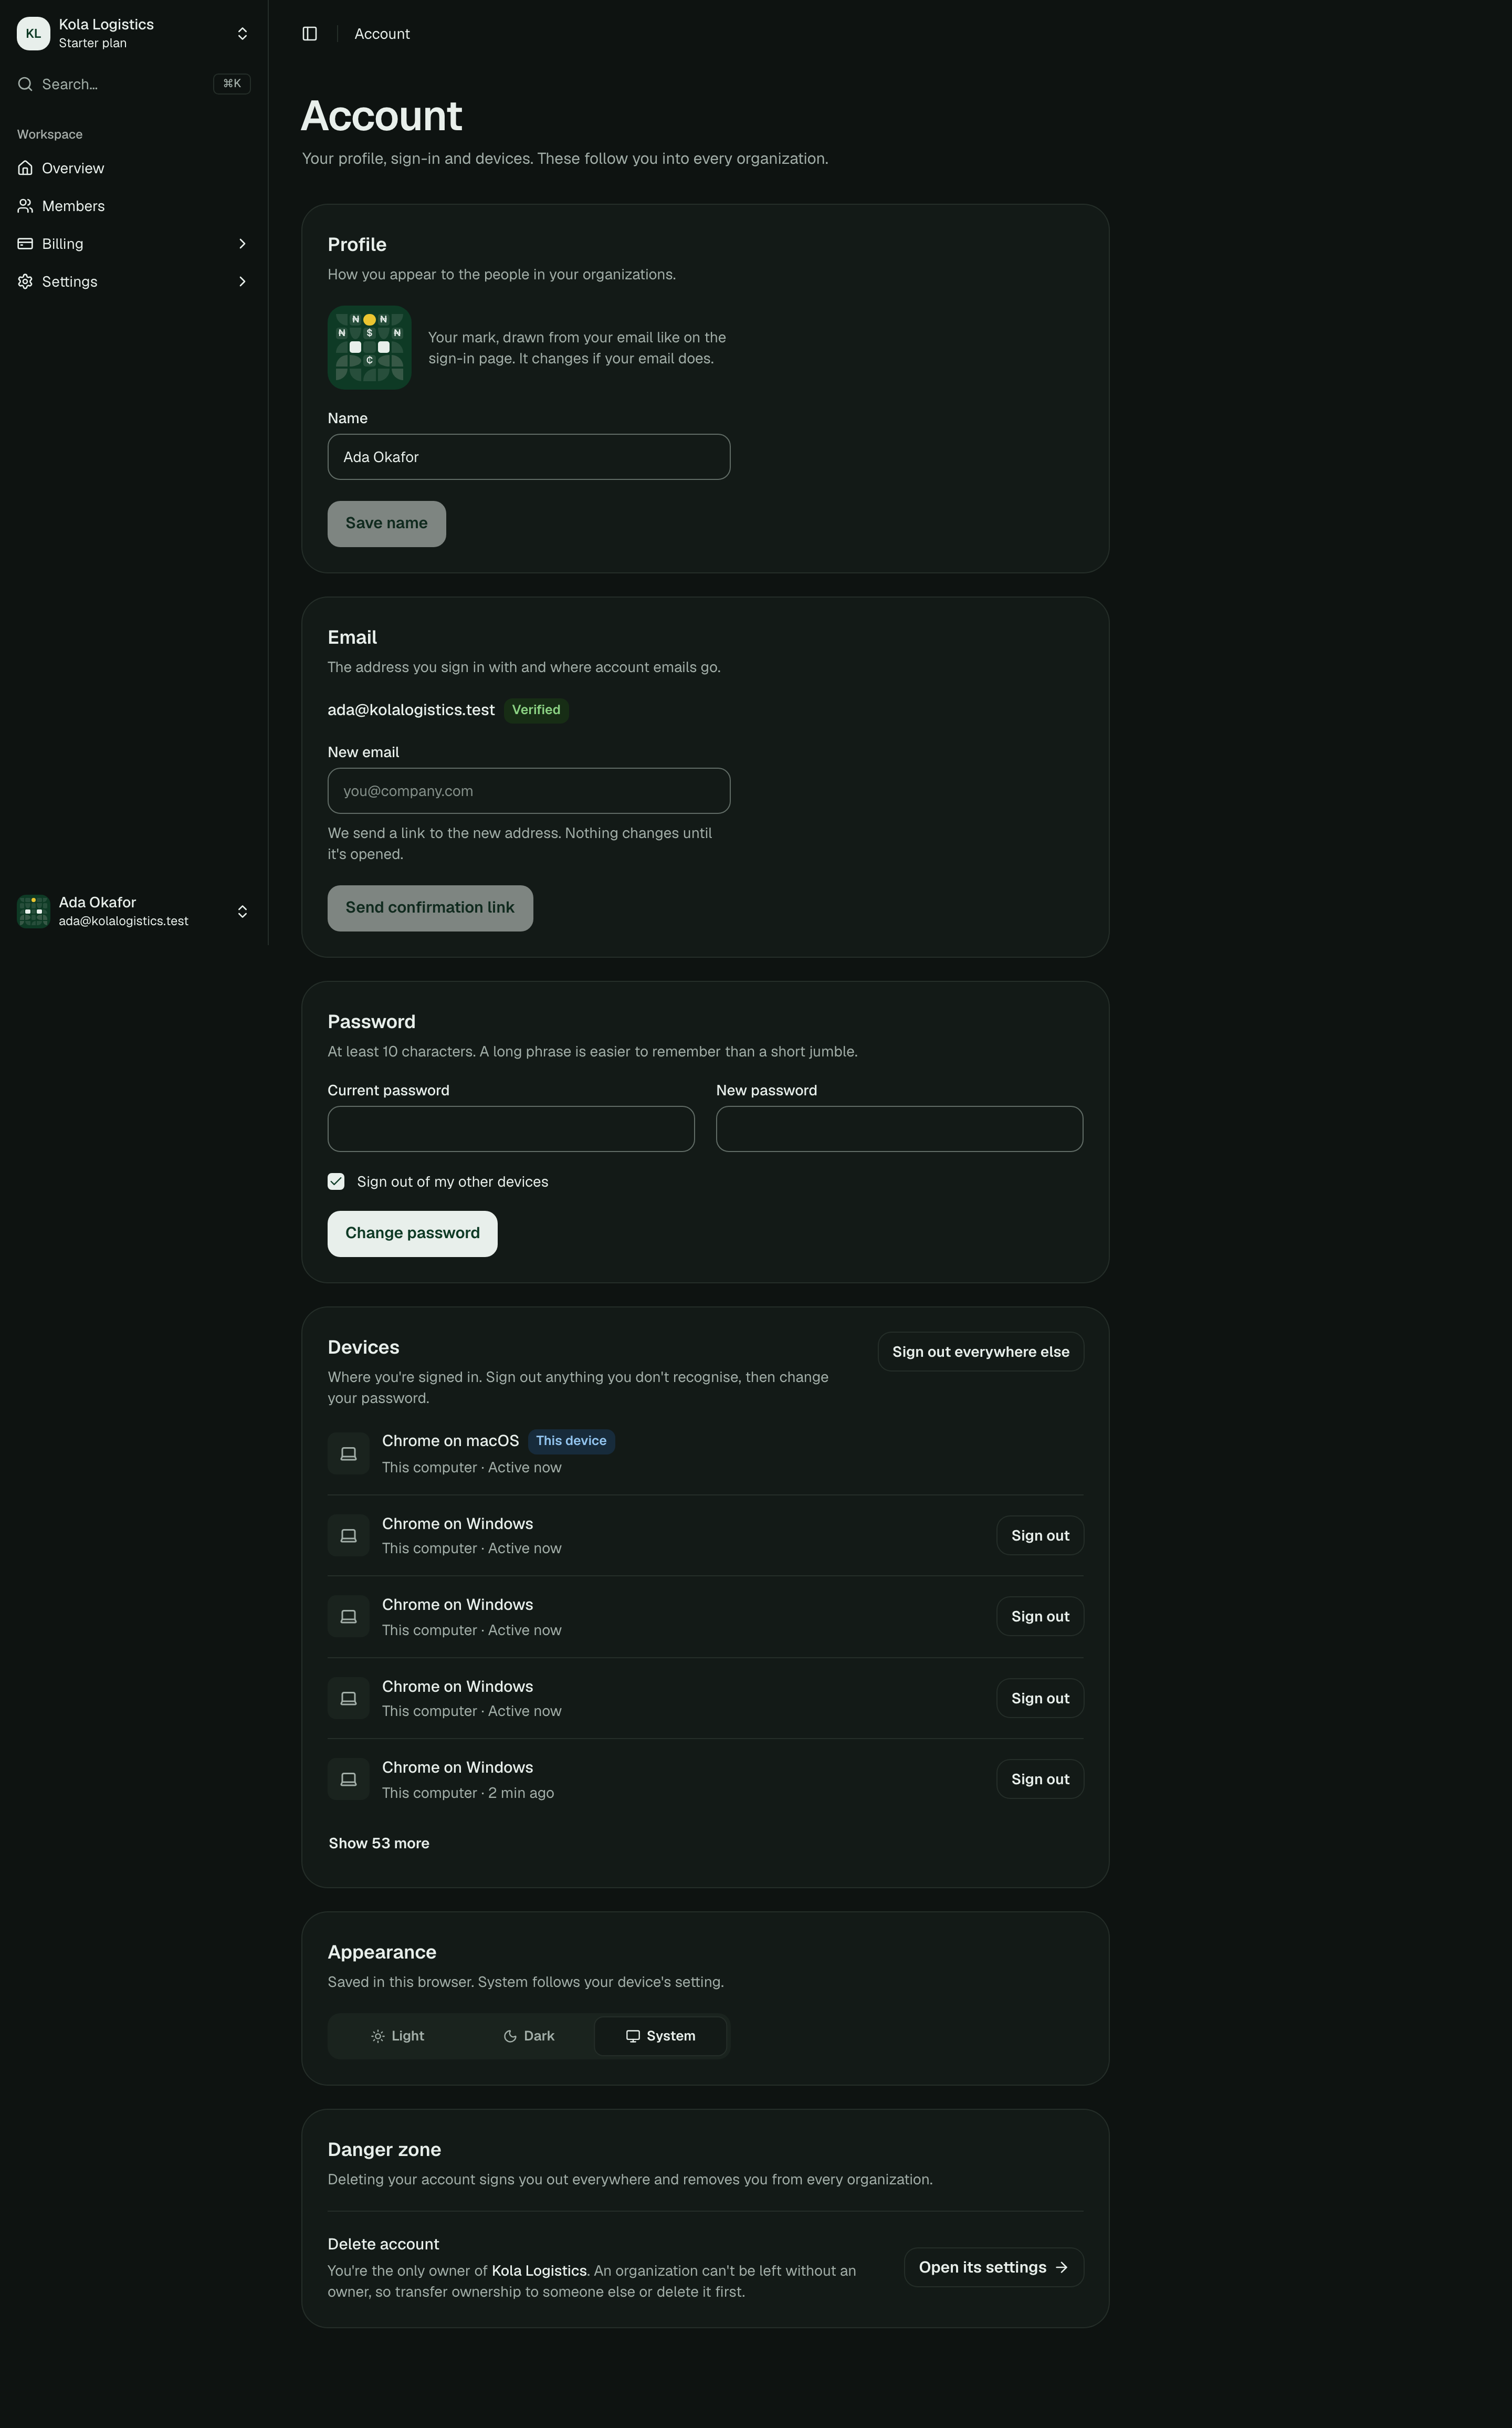 KL
Kola Logistics
Starter plan
Search...
⌘K
Workspace
Overview
Members
Billing
Settings
Ada Okafor
ada@kolalogistics.test
Account
Account
Your profile, sign-in and devices. These follow you into every organization.
Profile
How you appear to the people in your organizations.
N N
N $ N
¢
Your mark, drawn from your email like on the
sign-in page. It changes if your email does.
Name
Ada Okafor
Save name
Email
The address you sign in with and where account emails go.
ada@kolalogistics.test Verified
New email
you@company.com
We send a link to the new address. Nothing changes until
it's opened.
Send confirmation link
Password
At least 10 characters. A long phrase is easier to remember than a short jumble.
Current password New password
Sign out of my other devices
Change password
Devices
Sign out everywhere else
Where you're signed in. Sign out anything you don't recognise, then change
your password.
Chrome on macOS This device
This computer · Active now
Chrome on Windows
This computer · Active now
Sign out
Chrome on Windows
This computer · Active now
Sign out
Chrome on Windows
This computer · Active now
Sign out
Chrome on Windows
This computer · 2 min ago
Sign out
Show 53 more
Appearance
Saved in this browser. System follows your device's setting.
Light Dark System
Danger zone
Deleting your account signs you out everywhere and removes you from every organization.
Delete account
You're the only owner of Kola Logistics. An organization can't be left without an
owner, so transfer ownership to someone else or delete it first.
Open its settings →